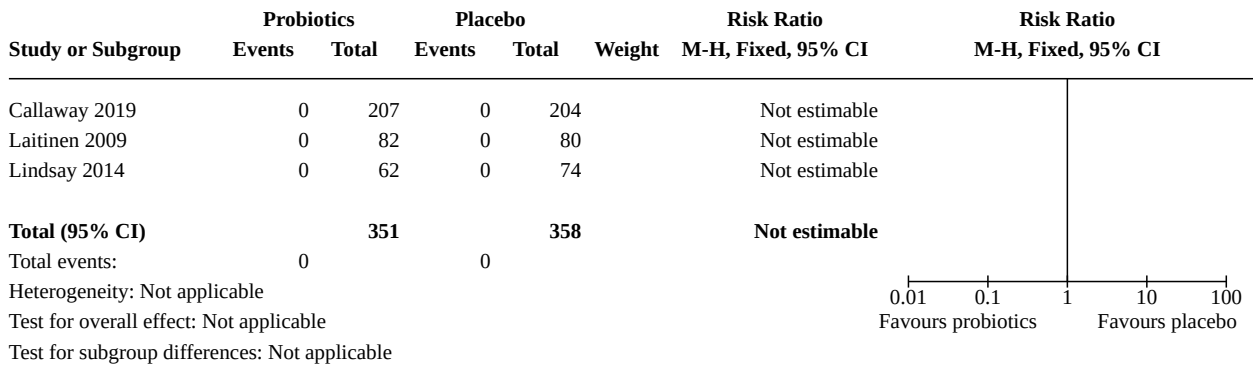 Probiotics Placebo Risk Ratio Risk Ratio
Study or Subgroup Events Total Events Total Weight M-H, Fixed, 95% CI M-H, Fixed, 95% CI
Callaway 2019 0 207 0 204 Not estimable
Laitinen 2009 0 82 0 80 Not estimable
Lindsay 2014 0 62 0 74 Not estimable
Total (95% CI) 351 358 Not estimable
Total events: 0 0
Heterogeneity: Not applicable
0.01 0.1 1 10 100
Test for overall effect: Not applicable
Favours probiotics Favours placebo
Test for subgroup differences: Not applicable